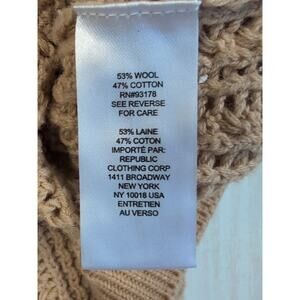 53% WOOL
47% COTTON
RN#93178
SEE REVERSE
FOR CARE
53% LAINE
47% COTON
IMPORTÉ PAR:
REPUBLIC
CLOTHING CORP
1411 BROADWAY
NEW YORK
NY 10018 USA
ENTRETIEN
AU VERSO